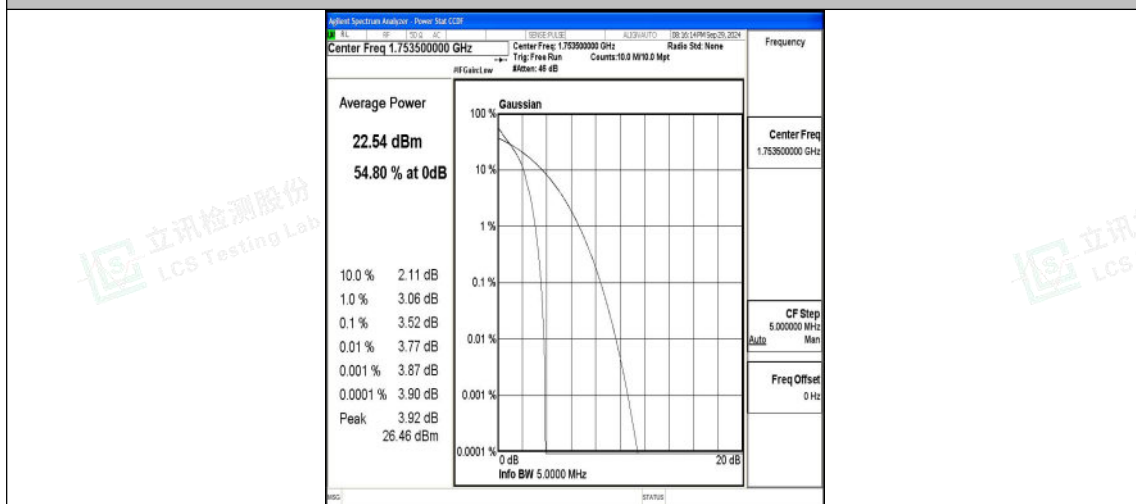 Agilent Spectrum Analyzer - Power Stat CCDF
RL RF 50 Ω AC SENSE:PULSE ALIGNAUTO 08:16:14 PM Sep 29, 2024
Center Freq 1.753500000 GHz
Center Freq: 1.753500000 GHz Radio Std: None
Trig: Free Run Counts:10.0 M/10.0 Mpt
#IFGain:Low #Atten: 46 dB
Frequency
Average Power
22.54 dBm
54.80 % at 0dB
10.0 % 2.11 dB
1.0 % 3.06 dB
0.1 % 3.52 dB
0.01 % 3.77 dB
0.001 % 3.87 dB
0.0001 % 3.90 dB
Peak 3.92 dB
26.46 dBm
Gaussian
100 %
10 %
1 %
0.1 %
0.01 %
0.001 %
0.0001 %
0 dB 20 dB
Info BW 5.0000 MHz
Center Freq
1.753500000 GHz
CF Step
5.000000 MHz
Auto Man
Freq Offset
0 Hz
MSG STATUS
立讯检测股份
LCS Testing Lab
立讯
LCS